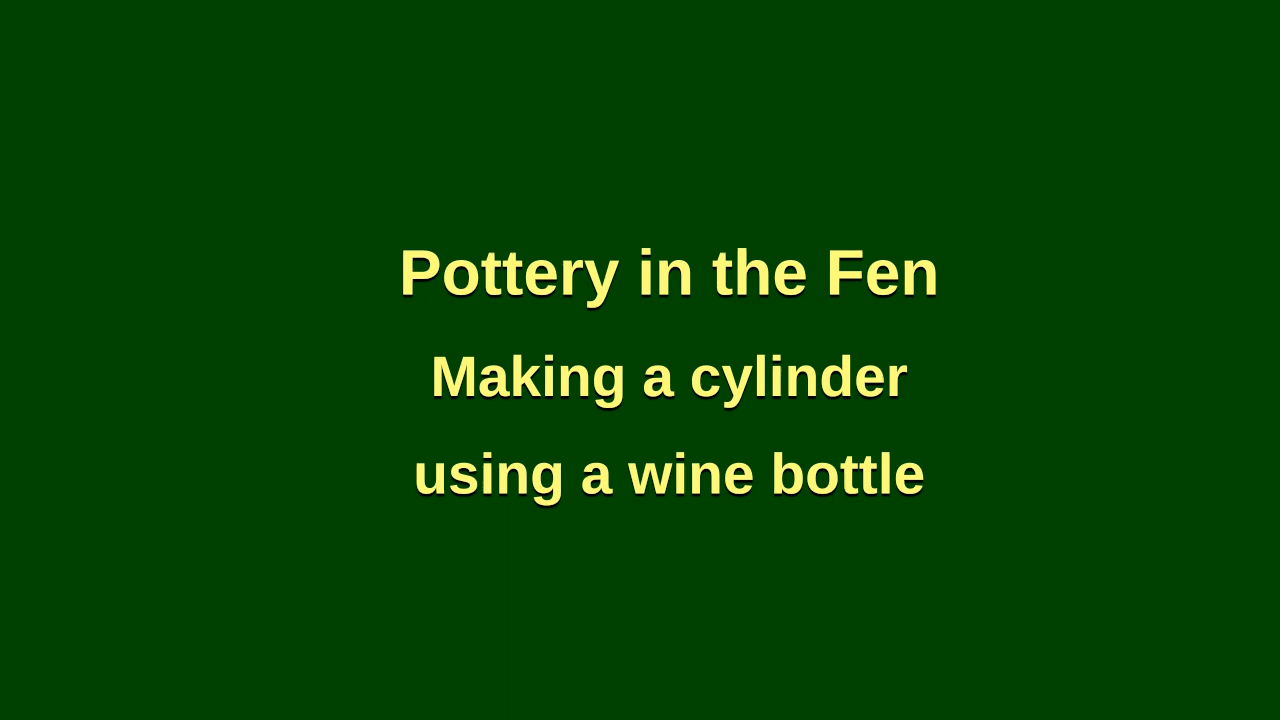 Pottery in the Fen
Making a cylinder
using a wine bottle